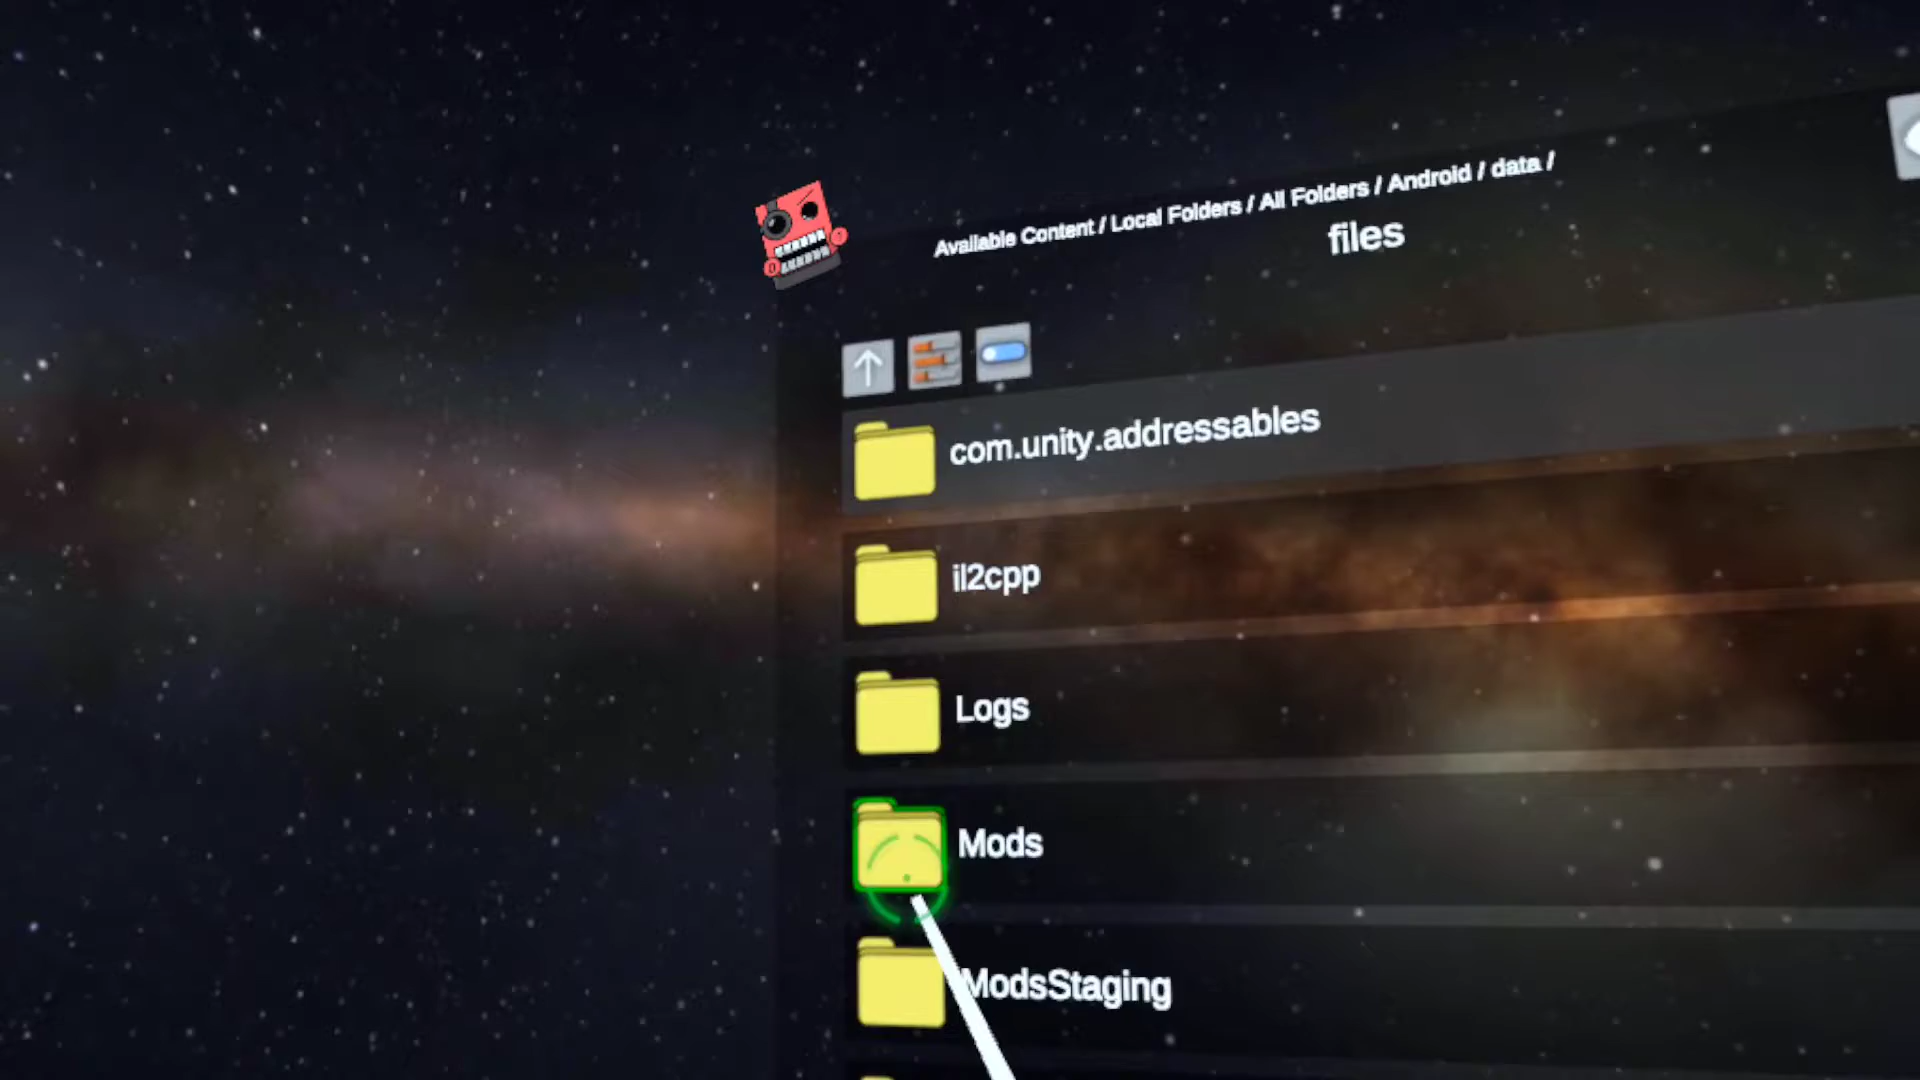 Available Content / Local Folders / All Folders / Android / data /
files
com.unity.addressables
il2cpp
Logs
Mods
ModsStaging